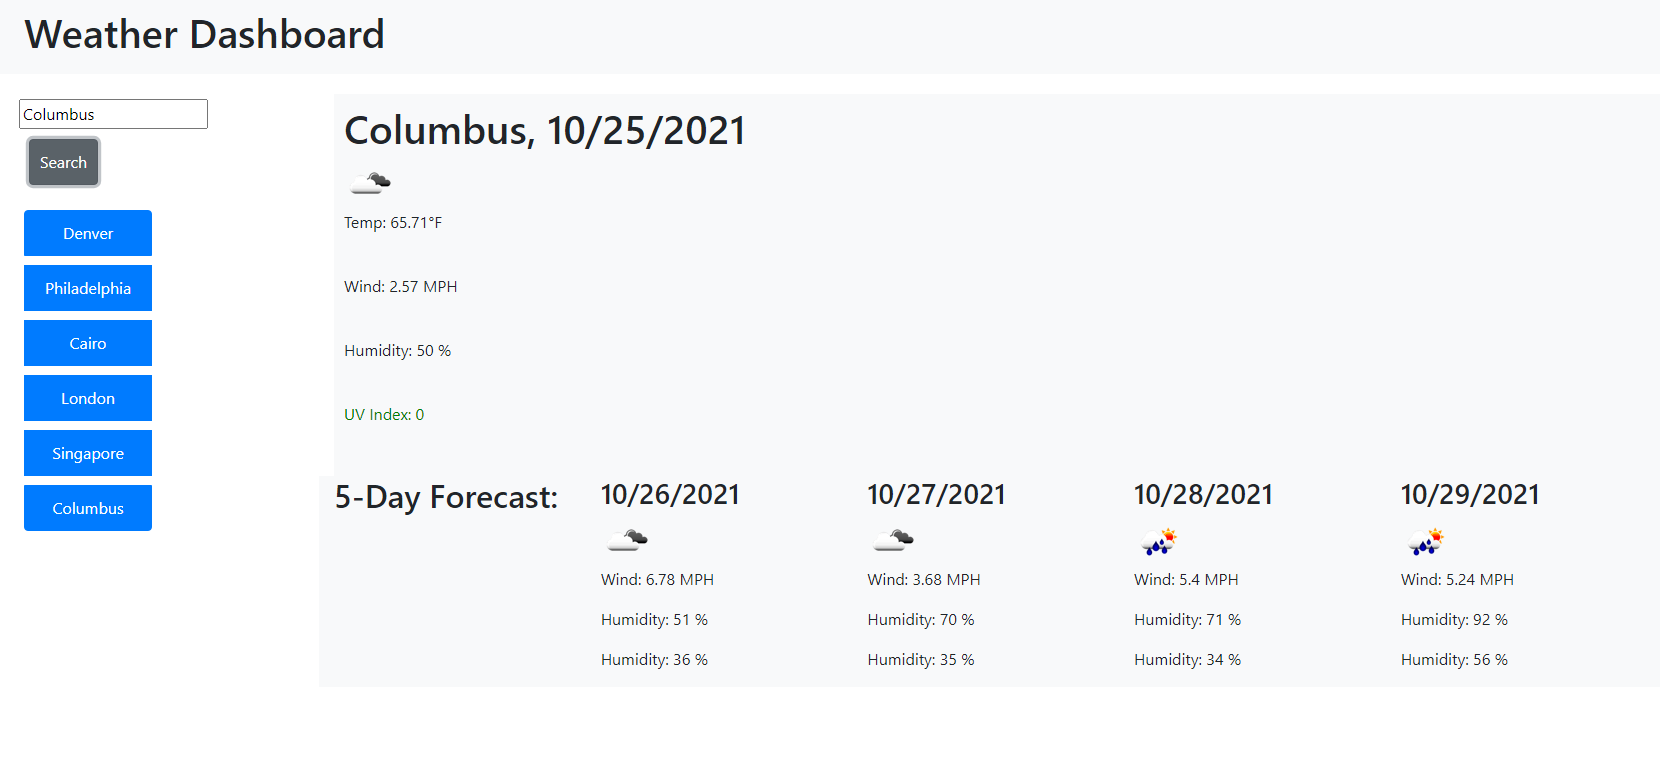 Weather Dashboard
Columbus
Search
Denver
Philadelphia
Cairo
London
Singapore
Columbus
Columbus, 10/25/2021
Temp: 65.71°F
Wind: 2.57 MPH
Humidity: 50 %
UV Index: 0
5-Day Forecast:
10/26/2021
Wind: 6.78 MPH
Humidity: 51 %
Humidity: 36 %
10/27/2021
Wind: 3.68 MPH
Humidity: 70 %
Humidity: 35 %
10/28/2021
Wind: 5.4 MPH
Humidity: 71 %
Humidity: 34 %
10/29/2021
Wind: 5.24 MPH
Humidity: 92 %
Humidity: 56 %